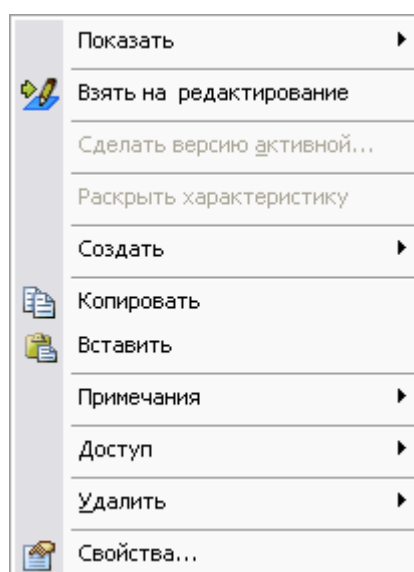 Показать
Взять на редактирование
Сделать версию активной...
Раскрыть характеристику
Создать
Копировать
Вставить
Примечания
Доступ
Удалить
Свойства...